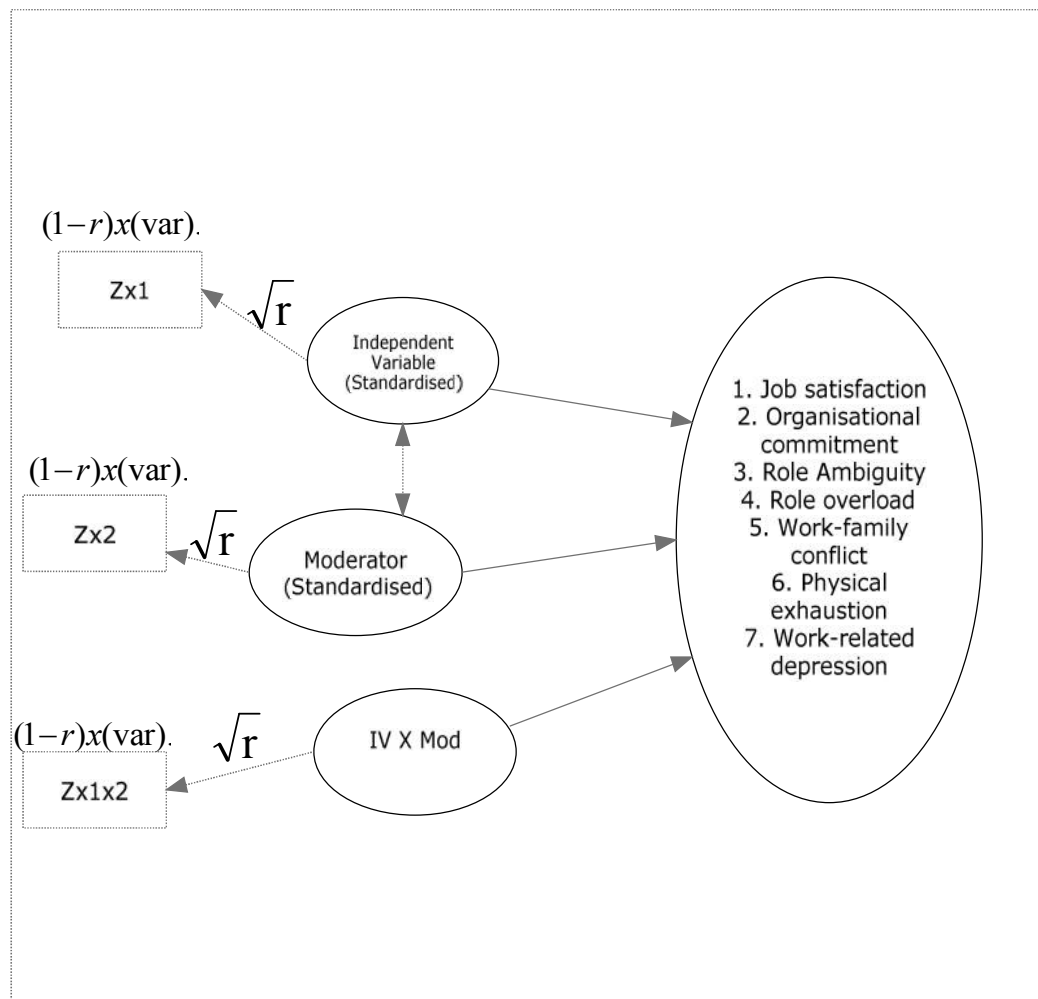 (1−r)x(var).
Zx1
√r
Independent
Variable
(Standardised)
(1−r)x(var).
Zx2
√r
Moderator
(Standardised)
(1−r)x(var).
Zx1x2
√r
IV X Mod
1. Job satisfaction
2. Organisational
commitment
3. Role Ambiguity
4. Role overload
5. Work-family
conflict
6. Physical
exhaustion
7. Work-related
depression